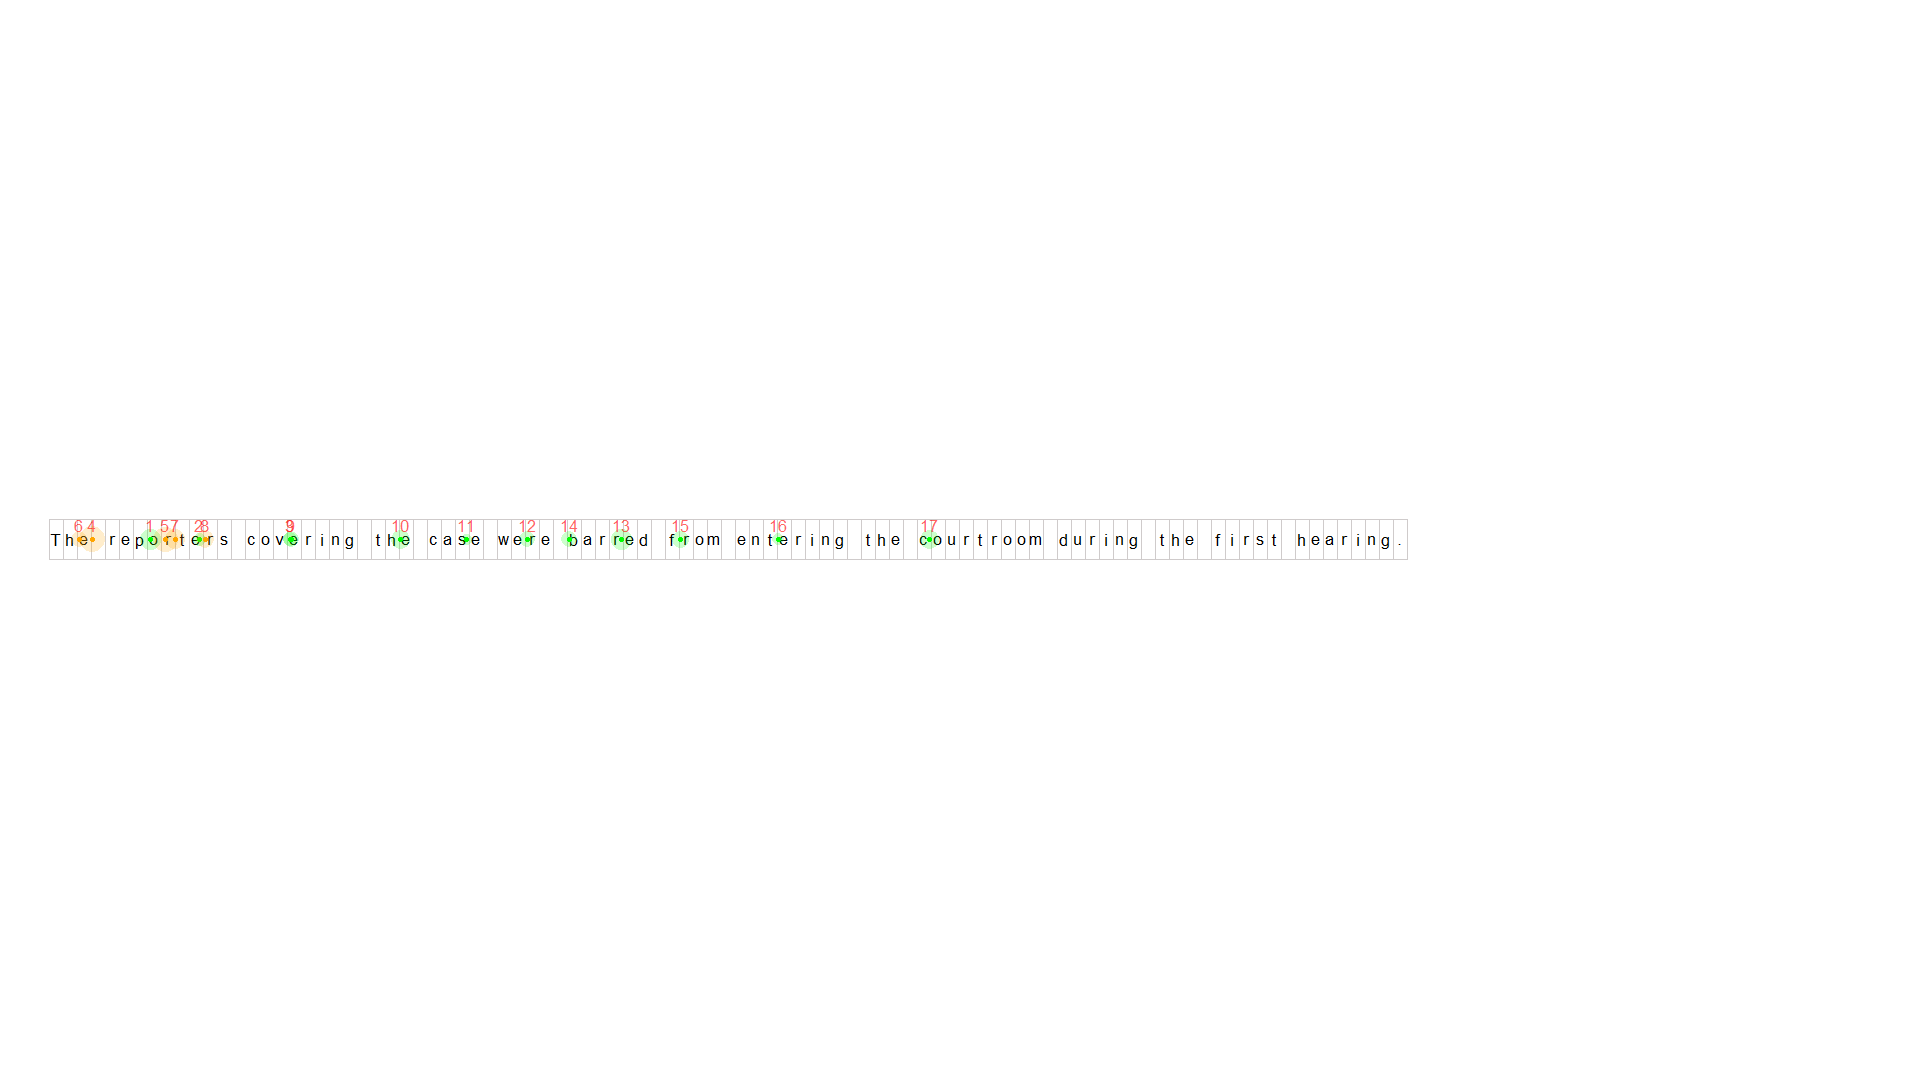 6 4 1 5 7 2 8 3 9 10 11 12 14 13 15 16 17
The reporters covering the case were barred from entering the courtroom during the first hearing.